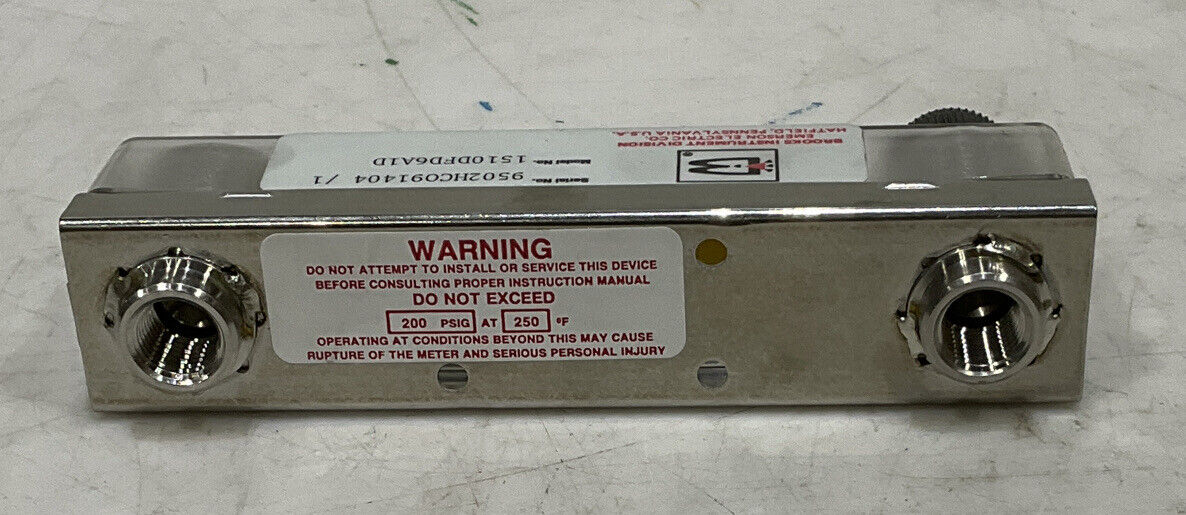 BROOKS INSTRUMENT DIVISION
EMERSON ELECTRIC CO.
HATFIELD, PENNSYLVANIA U.S.A.
®
Serial No.
9502HC091404 /1
Model No.
1510DFD6A1D
WARNING
DO NOT ATTEMPT TO INSTALL OR SERVICE THIS DEVICE
BEFORE CONSULTING PROPER INSTRUCTION MANUAL
DO NOT EXCEED
200 PSIG AT 250 °F
OPERATING AT CONDITIONS BEYOND THIS MAY CAUSE
RUPTURE OF THE METER AND SERIOUS PERSONAL INJURY